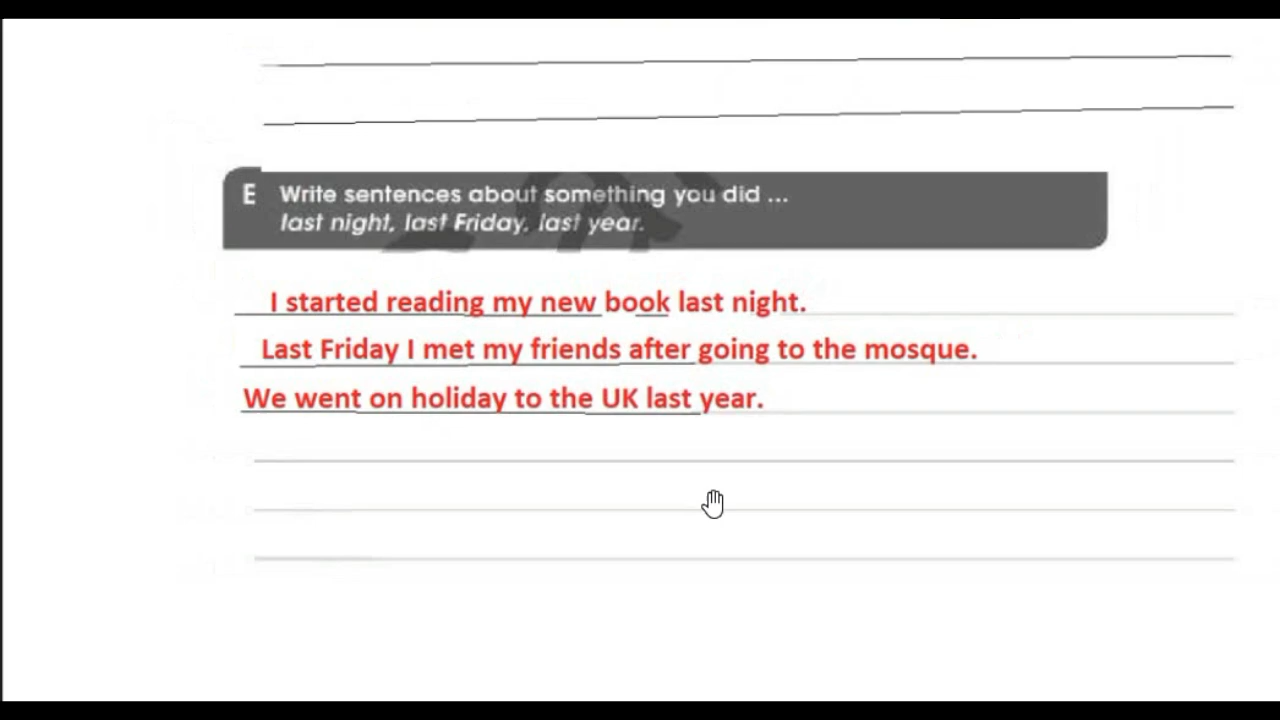 E Write sentences about something you did ...
last night, last Friday, last year.
I started reading my new book last night.
Last Friday I met my friends after going to the mosque.
We went on holiday to the UK last year.